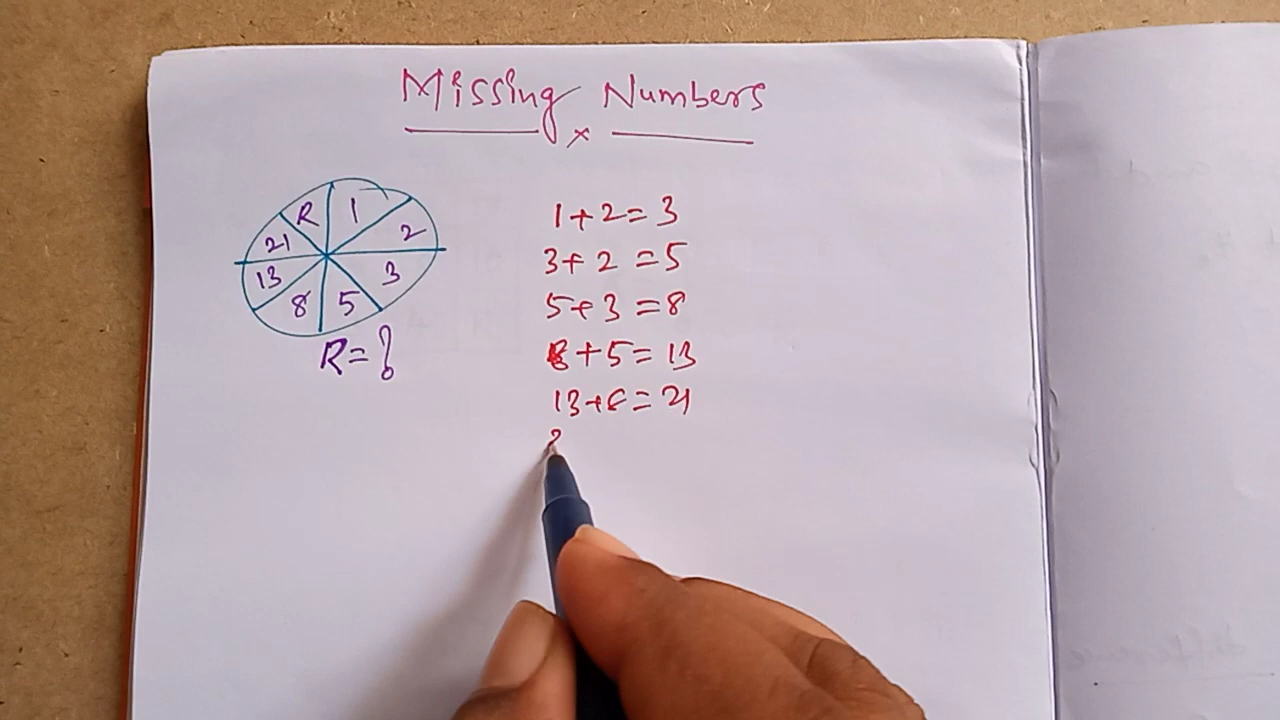 Missing Numbers
x
R 1
21 2
13 3
8 5
R = ?
1 + 2 = 3
3 + 2 = 5
5 + 3 = 8
8 + 5 = 13
13 + 8 = 21
2